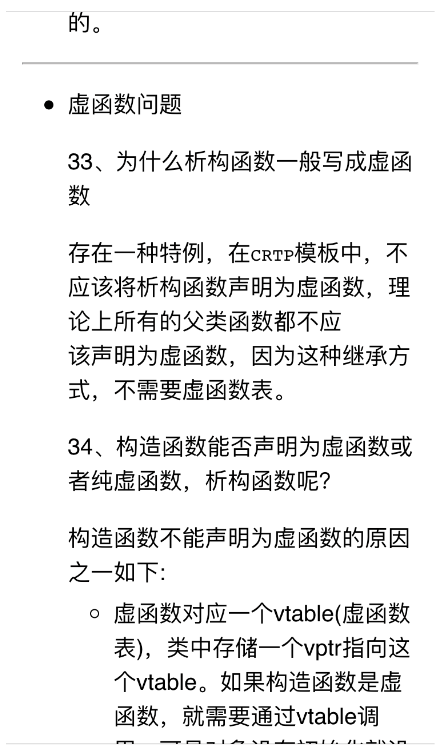 的。
虚函数问题
33、为什么析构函数一般写成虚函
数
存在一种特例，在CRTP模板中，不
应该将析构函数声明为虚函数，理
论上所有的父类函数都不应
该声明为虚函数，因为这种继承方
式，不需要虚函数表。
34、构造函数能否声明为虚函数或
者纯虚函数，析构函数呢？
构造函数不能声明为虚函数的原因
之一如下：
虚函数对应一个vtable(虚函数
表)，类中存储一个vptr指向这
个vtable。如果构造函数是虚
函数，就需要通过vtable调